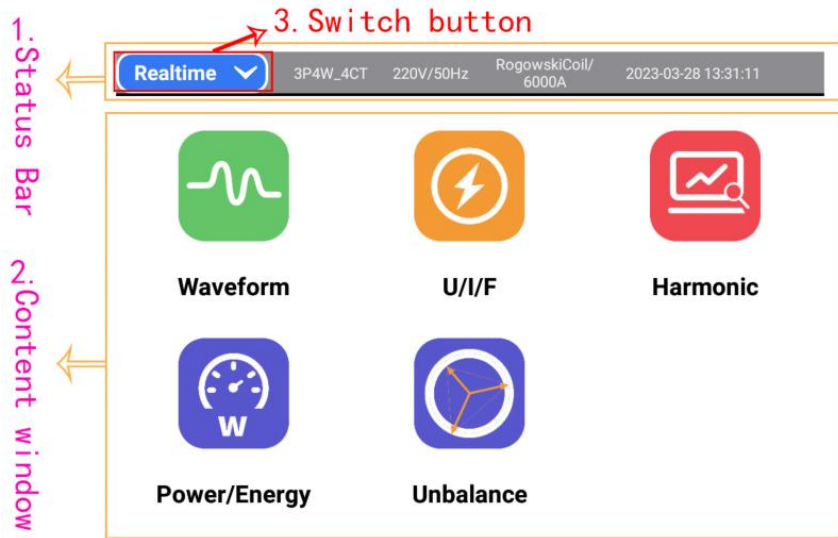 3. Switch button
1:Status Bar
Realtime
3P4W_4CT
220V/50Hz
RogowskiCoil/
6000A
2023-03-28 13:31:11
2:Content window
Waveform
U/I/F
Harmonic
W
Power/Energy
Unbalance